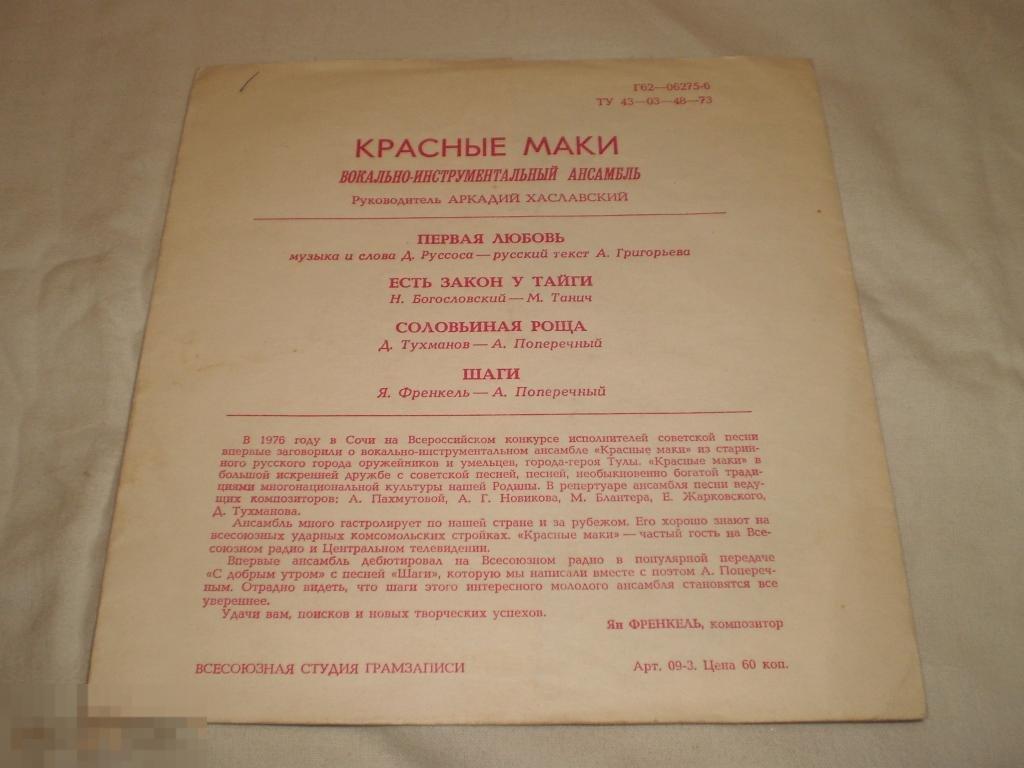 Г62—06275-6
ТУ 43—03—48—73
КРАСНЫЕ МАКИ
ВОКАЛЬНО-ИНСТРУМЕНТАЛЬНЫЙ АНСАМБЛЬ
Руководитель АРКАДИЙ ХАСЛАВСКИЙ
ПЕРВАЯ ЛЮБОВЬ
музыка и слова Д. Руссоса — русский текст А. Григорьева
ЕСТЬ ЗАКОН У ТАЙГИ
Н. Богословский — М. Танич
СОЛОВЬИНАЯ РОЩА
Д. Тухманов — А. Поперечный
ШАГИ
Я. Френкель — А. Поперечный
В 1976 году в Сочи на Всероссийском конкурсе исполнителей советской песни
впервые заговорили о вокально-инструментальном ансамбле «Красные маки» из старин-
ного русского города оружейников и умельцев, города-героя Тулы. «Красные маки» в
большой искренней дружбе с советской песней, песней, необыкновенно богатой тради-
циями многонациональной культуры нашей Родины. В репертуаре ансамбля песни веду-
щих композиторов: А. Пахмутовой, А. Г. Новикова, М. Блантера, Е. Жарковского,
Д. Тухманова.
Ансамбль много гастролирует по нашей стране и за рубежом. Его хорошо знают на
всесоюзных ударных комсомольских стройках. «Красные маки» — частый гость на Все-
союзном радио и Центральном телевидении.
Впервые ансамбль дебютировал на Всесоюзном радио в популярной передаче
«С добрым утром» с песней «Шаги», которую мы написали вместе с поэтом А. Попереч-
ным. Отрадно видеть, что шаги этого интересного молодого ансамбля становятся все
увереннее.
Удачи вам, поисков и новых творческих успехов.
Ян ФРЕНКЕЛЬ, композитор
ВСЕСОЮЗНАЯ СТУДИЯ ГРАМЗАПИСИ
Арт. 09-3. Цена 60 коп.